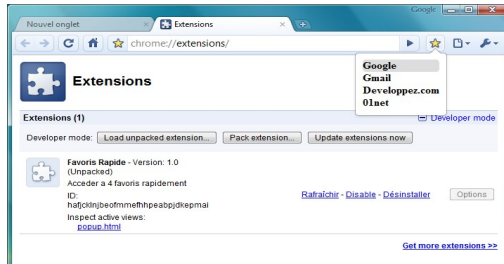 Google
Nouvel onglet
Extensions
chrome://extensions/
Google
Gmail
Developpez.com
01net
Extensions
Extensions (1)
Developer mode
Developer mode:
Load unpacked extension...
Pack extension...
Update extensions now
Favoris Rapide - Version: 1.0
(Unpacked)
Acceder a 4 favoris rapidement
ID:
hafjcklnjbeofmmefhhpeabpjdkepmai
Inspect active views:
popup.html
Rafraîchir - Disable - Désinstaller
Options
Get more extensions >>